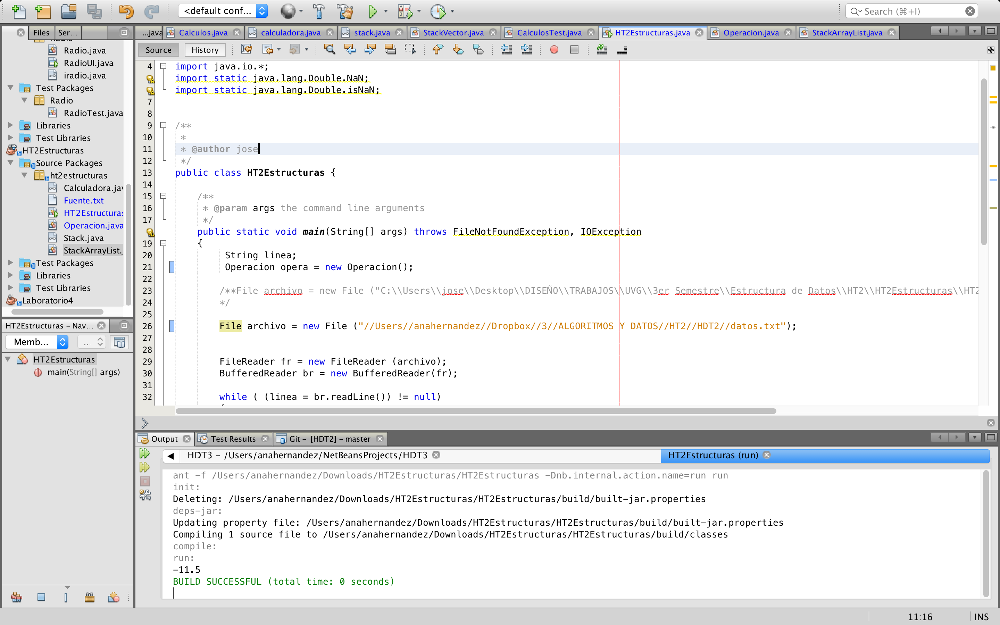 <default conf...
Search (⌘+I)
Files
Ser...
...java
Calculos.java
calculadora.java
stack.java
StackVector.java
CalculosTest.java
HT2Estructuras.java
Operacion.java
StackArrayList.java
Source
History
Radio
Radio.java
RadioUI.java
iradio.java
Test Packages
Radio
RadioTest.java
Libraries
Test Libraries
HT2Estructuras
Source Packages
ht2estructuras
Calculadora.jav
Fuente.txt
HT2Estructuras
Operacion.java
Stack.java
StackArrayList.
Test Packages
Libraries
Test Libraries
Laboratorio4
HT2Estructuras – Nav...
Memb...
...
HT2Estructuras
main(String[] args)
4 import java.io.*;
import static java.lang.Double.NaN;
import static java.lang.Double.isNaN;
7
8
9 /**
10 *
11 * @author jose
12 */
13 public class HT2Estructuras {
14
15 /**
16 * @param args the command line arguments
17 */
public static void main(String[] args) throws FileNotFoundException, IOException
19 {
20 String linea;
21 Operacion opera = new Operacion();
22
23 /**File archivo = new File ("C:\\Users\\jose\\Desktop\\DISEÑO\\TRABAJOS\\UVG\\3er Semestre\\Estructura de Datos\\HT2\\HT2Estructuras\\HT2
24 */
25
26 File archivo = new File ("//Users//anahernandez//Dropbox//3//ALGORITMOS Y DATOS//HT2//HDT2//datos.txt");
27
28
29 FileReader fr = new FileReader (archivo);
30 BufferedReader br = new BufferedReader(fr);
31
32 while ( (linea = br.readLine()) != null)
Output
Test Results
Git – [HDT2] – master
HDT3 – /Users/anahernandez/NetBeansProjects/HDT3
HT2Estructuras (run)
ant -f /Users/anahernandez/Downloads/HT2Estructuras/HT2Estructuras -Dnb.internal.action.name=run run
init:
Deleting: /Users/anahernandez/Downloads/HT2Estructuras/HT2Estructuras/build/built-jar.properties
deps-jar:
Updating property file: /Users/anahernandez/Downloads/HT2Estructuras/HT2Estructuras/build/built-jar.properties
Compiling 1 source file to /Users/anahernandez/Downloads/HT2Estructuras/HT2Estructuras/build/classes
compile:
run:
-11.5
BUILD SUCCESSFUL (total time: 0 seconds)
11:16
INS